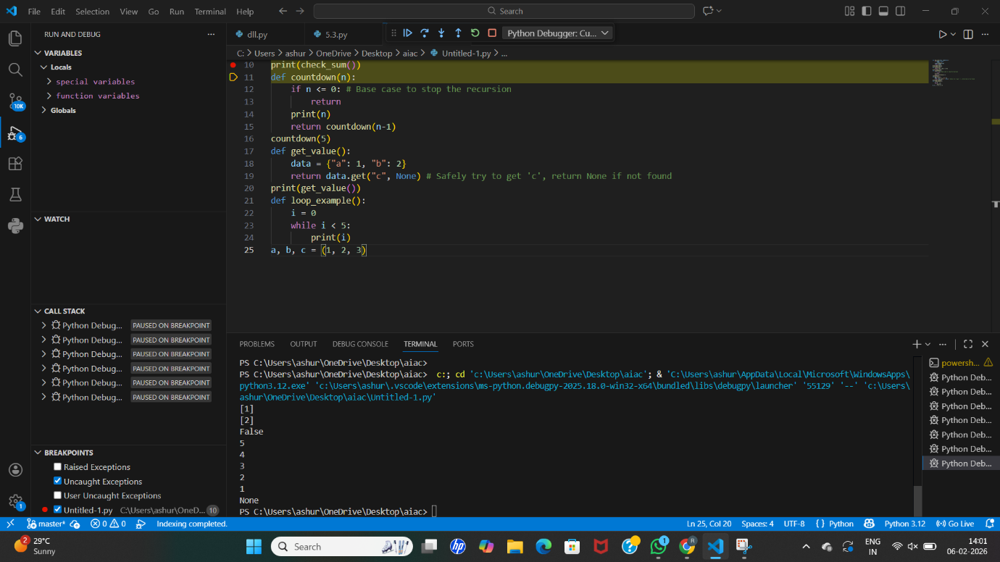 File Edit Selection View Go Run Terminal Help Search
RUN AND DEBUG
dll.py 5.3.py Python Debugger: Cu...
VARIABLES
Locals
special variables
function variables
Globals
WATCH
CALL STACK
Python Debug... PAUSED ON BREAKPOINT
Python Debug... PAUSED ON BREAKPOINT
Python Debug... PAUSED ON BREAKPOINT
Python Debug... PAUSED ON BREAKPOINT
Python Debug... PAUSED ON BREAKPOINT
Python Debug... PAUSED ON BREAKPOINT
BREAKPOINTS
Raised Exceptions
Uncaught Exceptions
User Uncaught Exceptions
Untitled-1.py C:\Users\ashur\OneD... 10
10K
6
1
C: > Users > ashur > OneDrive > Desktop > aiac > Untitled-1.py > ...
10 print(check_sum())
11 def countdown(n):
12 if n <= 0: # Base case to stop the recursion
13 return
14 print(n)
15 return countdown(n-1)
16 countdown(5)
17 def get_value():
18 data = {"a": 1, "b": 2}
19 return data.get("c", None) # Safely try to get 'c', return None if not found
20 print(get_value())
21 def loop_example():
22 i = 0
23 while i < 5:
24 print(i)
25 a, b, c = (1, 2, 3)
PROBLEMS OUTPUT DEBUG CONSOLE TERMINAL PORTS
PS C:\Users\ashur\OneDrive\Desktop\aiac>
PS C:\Users\ashur\OneDrive\Desktop\aiac> c:; cd 'c:\Users\ashur\OneDrive\Desktop\aiac'; & 'C:\Users\ashur\AppData\Local\Microsoft\WindowsApps\
python3.12.exe' 'c:\Users\ashur\.vscode\extensions\ms-python.debugpy-2025.18.0-win32-x64\bundled\libs\debugpy\launcher' '55129' '--' 'c:\Users\
ashur\OneDrive\Desktop\aiac\Untitled-1.py'
[1]
[2]
False
5
4
3
2
1
None
PS C:\Users\ashur\OneDrive\Desktop\aiac>
powersh...
Python Deb...
Python Deb...
Python Deb...
Python Deb...
Python Deb...
Python Deb...
Python Deb...
master* 0 0 Indexing completed. Ln 25, Col 20 Spaces: 4 UTF-8 {} Python Python 3.12 Go Live
2 29°C
Sunny
Search
hp
1
R
ENG
IN
14:01
06-02-2026